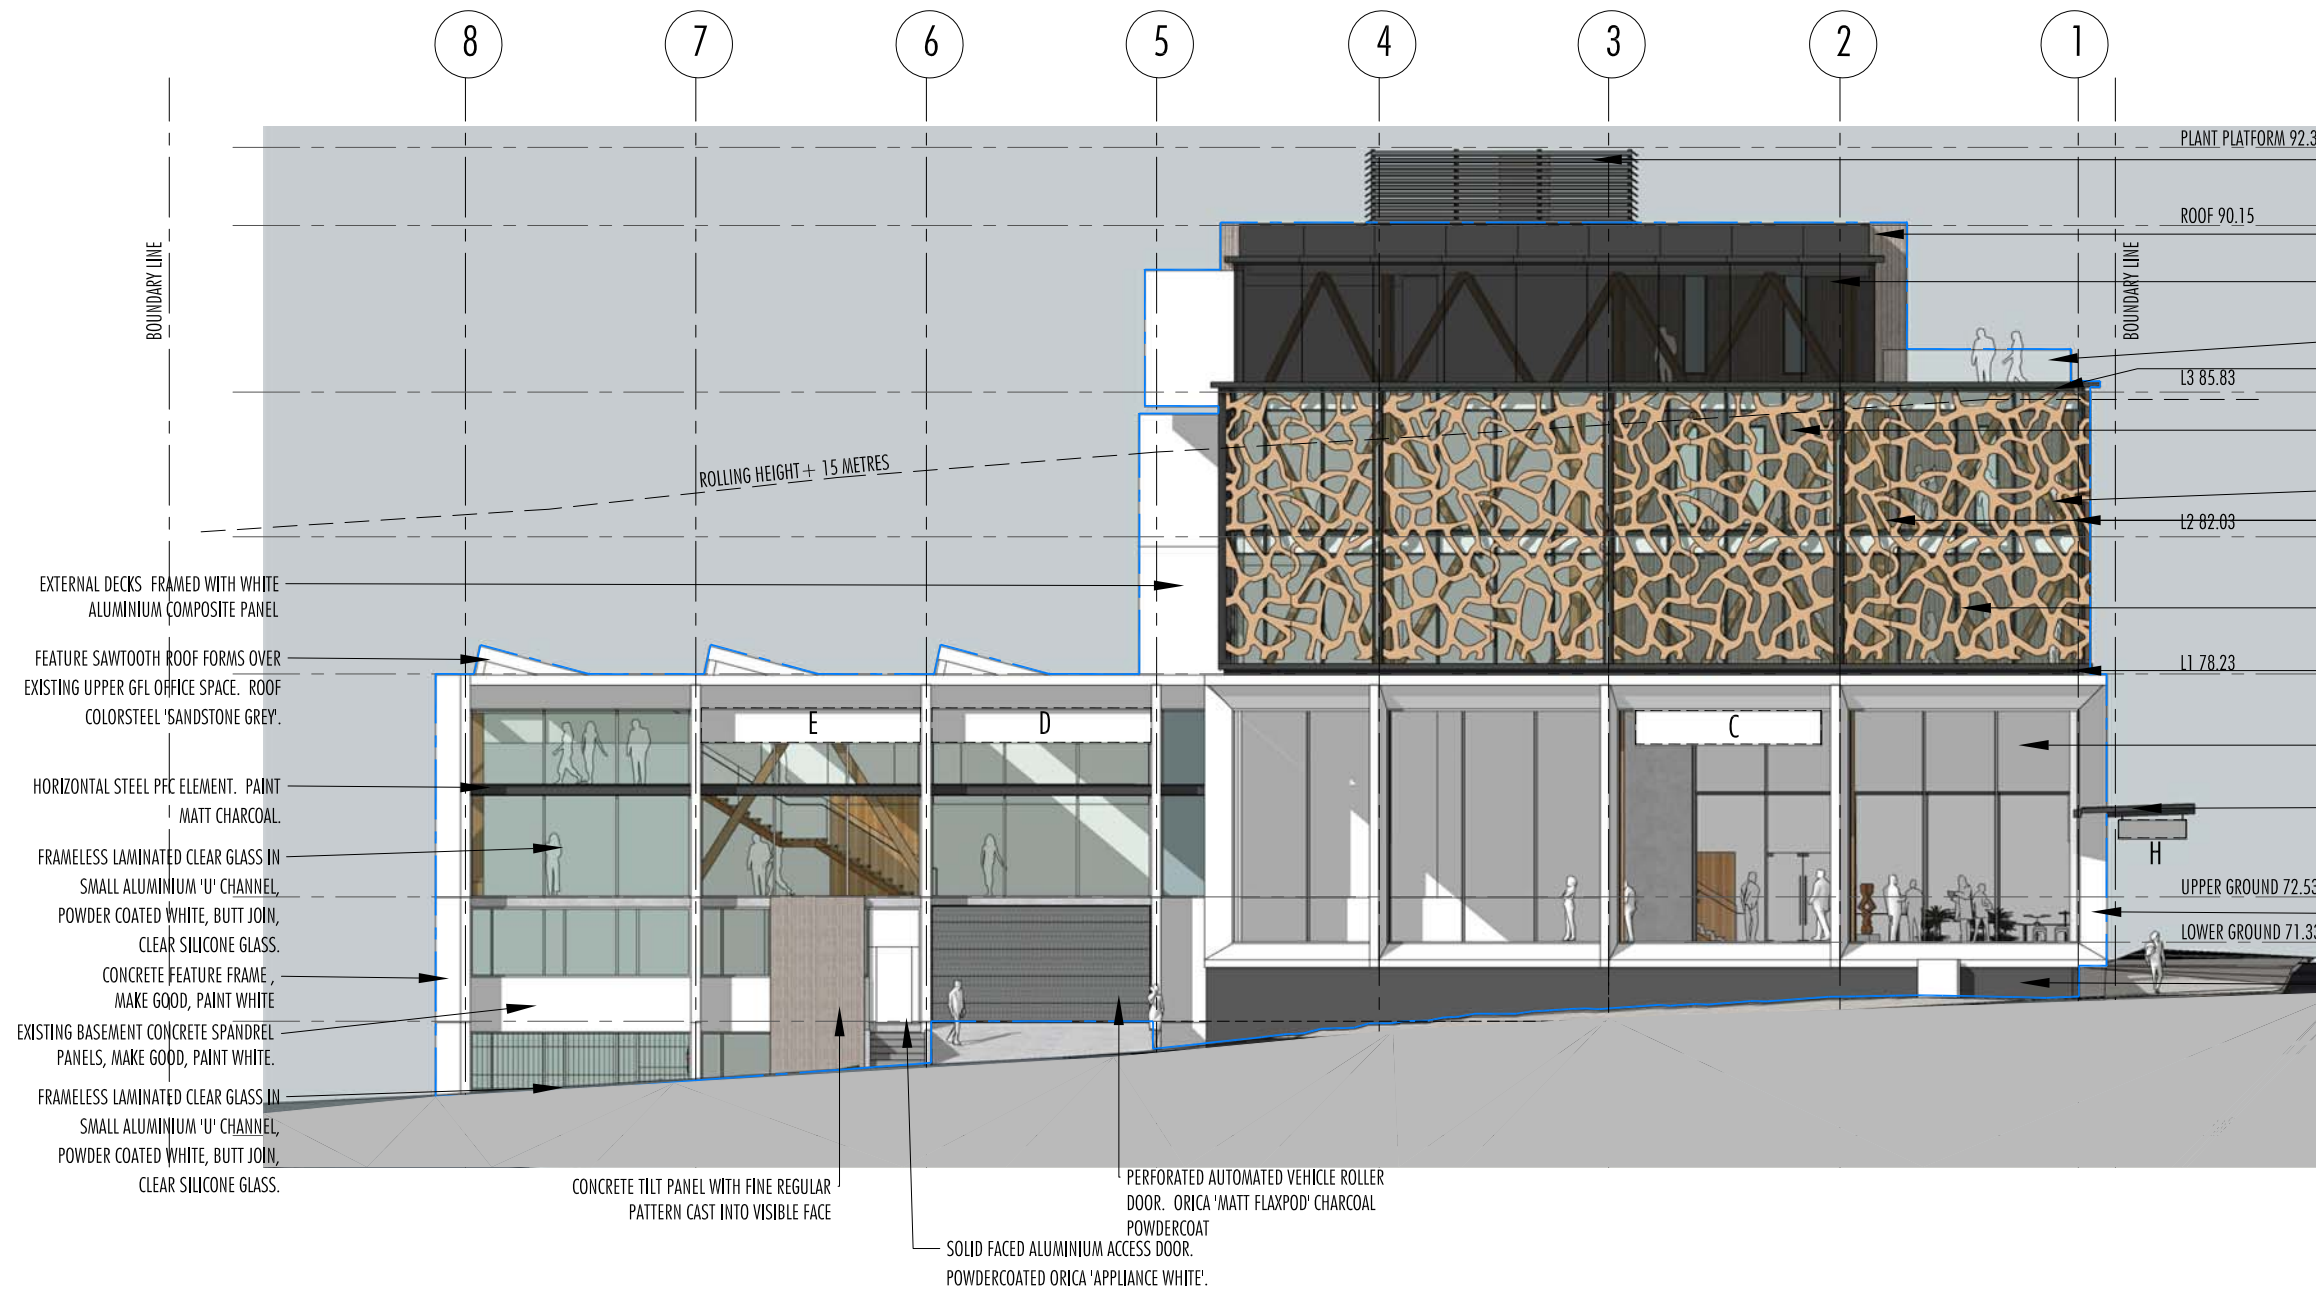 8
7
6
5
4
3
2
1
PLANT PLATFORM 92.3
ROOF 90.15
BOUNDARY LINE
BOUNDARY LINE
L3 85.83
ROLLING HEIGHT + 15 METRES
L2 82.03
EXTERNAL DECKS FRAMED WITH WHITE
ALUMINIUM COMPOSITE PANEL
FEATURE SAWTOOTH ROOF FORMS OVER
EXISTING UPPER GFL OFFICE SPACE. ROOF
COLORSTEEL 'SANDSTONE GREY'.
L1 78.23
E
D
C
HORIZONTAL STEEL PFC ELEMENT. PAINT
MATT CHARCOAL.
H
FRAMELESS LAMINATED CLEAR GLASS IN
SMALL ALUMINIUM 'U' CHANNEL,
POWDER COATED WHITE, BUTT JOIN,
CLEAR SILICONE GLASS.
UPPER GROUND 72.53
LOWER GROUND 71.33
CONCRETE FEATURE FRAME ,
MAKE GOOD, PAINT WHITE
EXISTING BASEMENT CONCRETE SPANDREL
PANELS, MAKE GOOD, PAINT WHITE.
FRAMELESS LAMINATED CLEAR GLASS IN
SMALL ALUMINIUM 'U' CHANNEL,
POWDER COATED WHITE, BUTT JOIN,
CLEAR SILICONE GLASS.
CONCRETE TILT PANEL WITH FINE REGULAR
PATTERN CAST INTO VISIBLE FACE
PERFORATED AUTOMATED VEHICLE ROLLER
DOOR. ORICA 'MATT FLAXPOD' CHARCOAL
POWDERCOAT
SOLID FACED ALUMINIUM ACCESS DOOR.
POWDERCOATED ORICA 'APPLIANCE WHITE'.